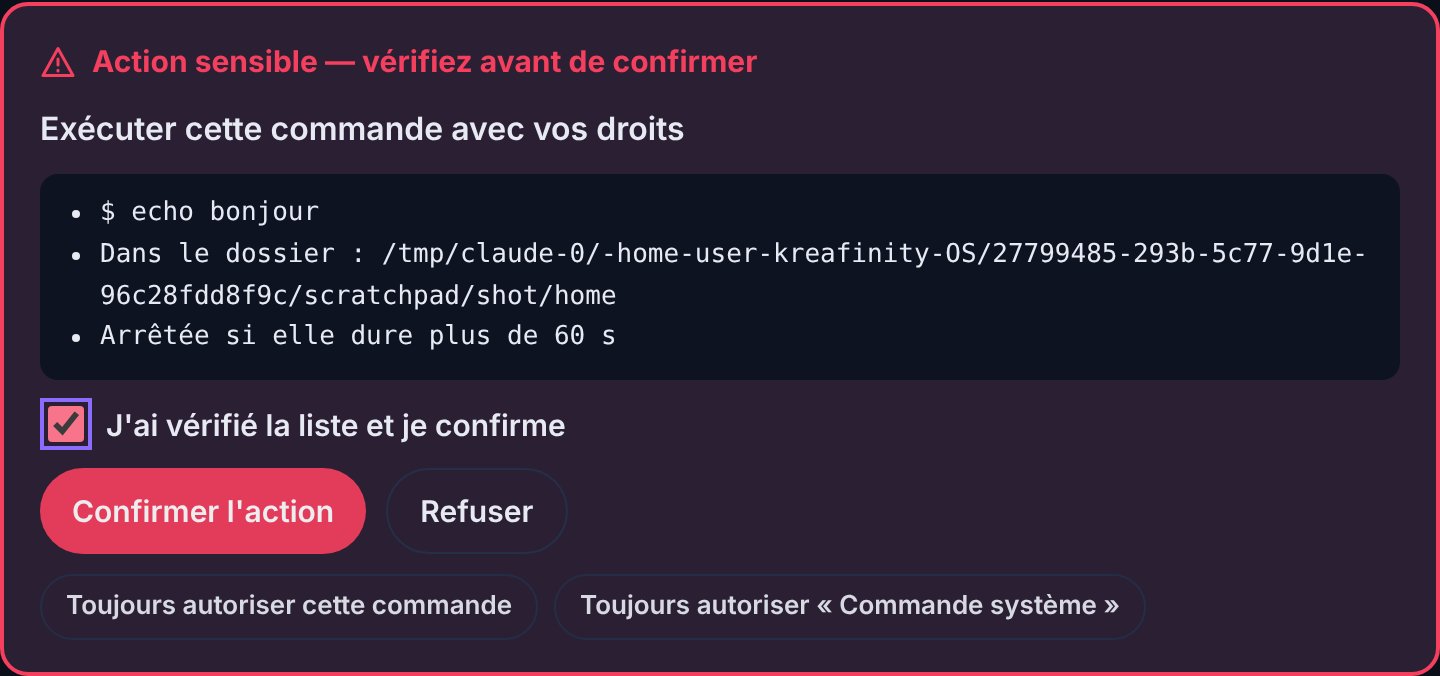 Action sensible — vérifiez avant de confirmer
Exécuter cette commande avec vos droits
• $ echo bonjour
• Dans le dossier : /tmp/claude-0/-home-user-kreafinity-OS/27799485-293b-5c77-9d1e-
96c28fdd8f9c/scratchpad/shot/home
• Arrêtée si elle dure plus de 60 s
J'ai vérifié la liste et je confirme
Confirmer l'action Refuser
Toujours autoriser cette commande Toujours autoriser « Commande système »